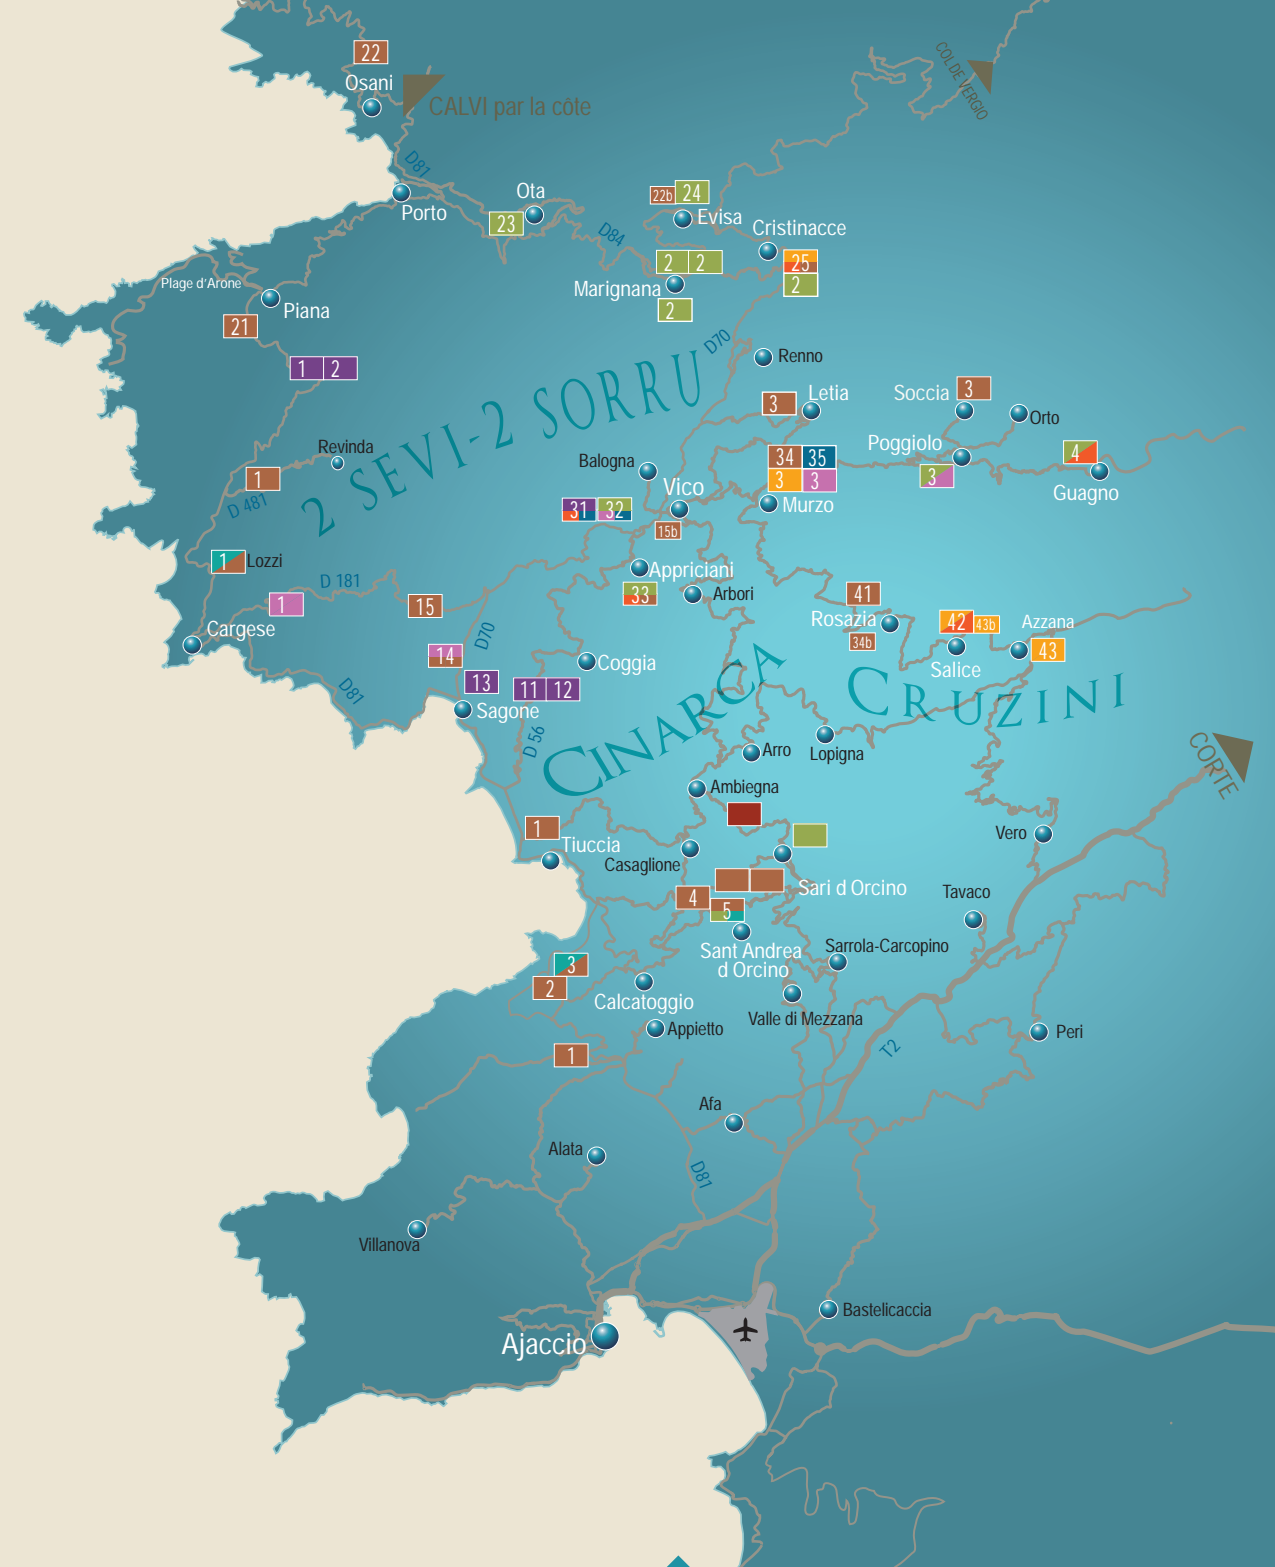 22
Osani
COL DE VERGIO
CALVI par la côte
D81
22b
24
Ota
Porto
23
Evisa
D84
Cristinacce
2
2
25
2
Plage d'Arone
Marignana
2
Piana
21
D70
Renno
1
2
2 SEVI-2 SORRU
3
Letia
Soccia
3
Orto
Revinda
Poggiolo
4
Balogna
34
35
1
Vico
3
3
3
Guagno
D 481
31
32
Murzo
15b
1
Lozzi
Appriciani
D 181
33
Arbori
41
1
15
Rosazia
42
43b
Azzana
Cargese
D70
34b
43
14
Coggia
Salice
13
11
12
CINARCA
CRUZINI
D81
Sagone
D 56
Arro
Lopigna
CORTE
Ambiegna
1
Tiuccia
Vero
Casaglione
Sari d Orcino
4
5
Tavaco
Sant Andrea
d Orcino
Sarrola-Carcopino
3
2
Calcatoggio
Valle di Mezzana
Appietto
Peri
1
T2
Afa
Alata
D81
Villanova
Bastelicaccia
Ajaccio